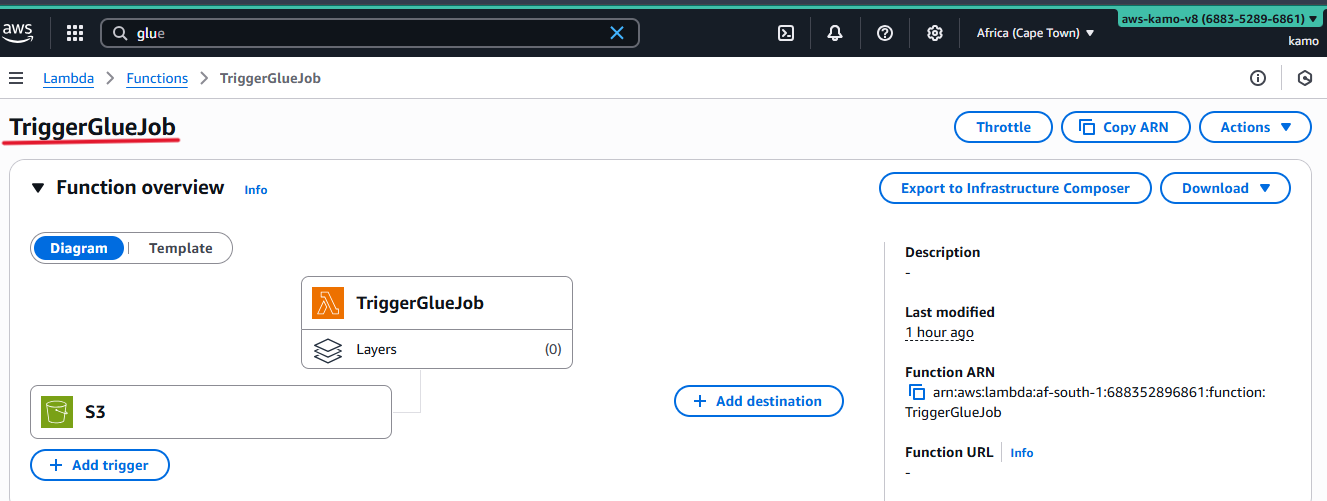 aws
glue
Africa (Cape Town) ▼
aws-kamo-v8 (6883-5289-6861) ▼
kamo
Lambda > Functions > TriggerGlueJob
TriggerGlueJob
Throttle
Copy ARN
Actions ▼
▼ Function overview Info
Export to Infrastructure Composer
Download ▼
Diagram | Template
TriggerGlueJob
Layers (0)
S3
+ Add trigger
+ Add destination
Description
-
Last modified
1 hour ago
Function ARN
arn:aws:lambda:af-south-1:688352896861:function:
TriggerGlueJob
Function URL | Info
-